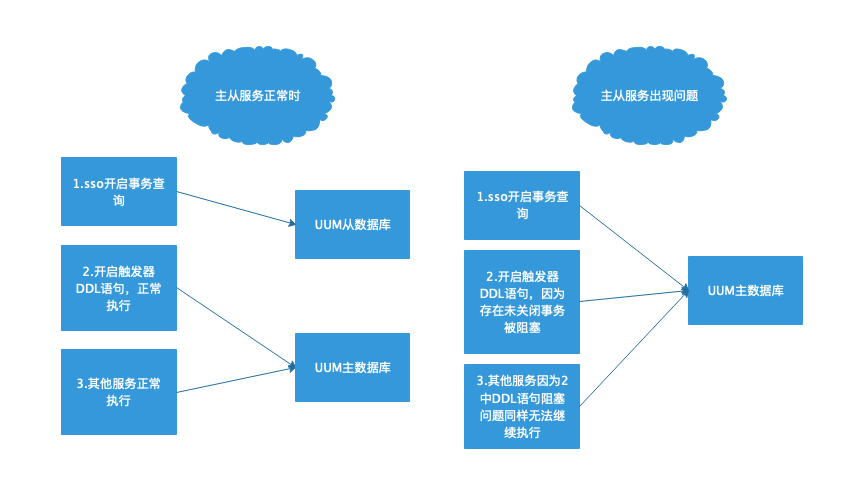 主从服务正常时
1.sso开启事务查
询
UUM从数据库
2.开启触发器
DDL语句，正常
执行
UUM主数据库
3.其他服务正常
执行
主从服务出现问题
1.sso开启事务查
询
2.开启触发器
DDL语句，因为
存在未关闭事务
被阻塞
UUM主数据库
3.其他服务因为2
中DDL语句阻塞
问题同样无法继
续执行